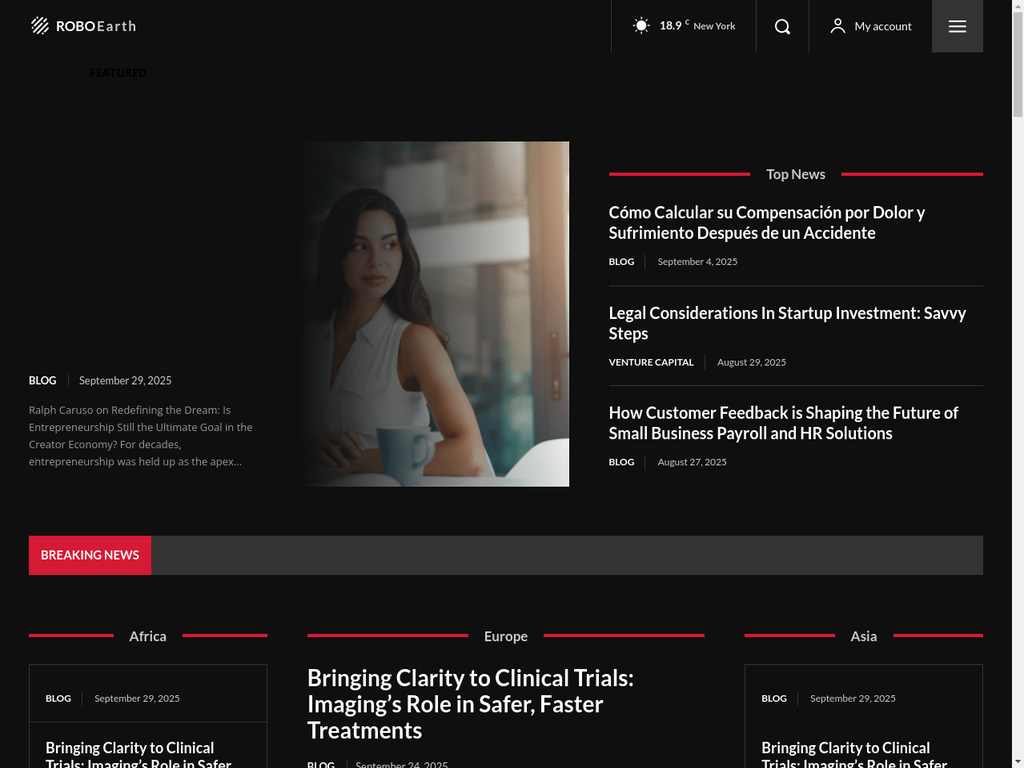 ROBO Earth
18.9 C New York
My account
FEATURED
BLOG
September 29, 2025
Ralph Caruso on Redefining the Dream: Is
Entrepreneurship Still the Ultimate Goal in the
Creator Economy? For decades,
entrepreneurship was held up as the apex...
Top News
Cómo Calcular su Compensación por Dolor y
Sufrimiento Después de un Accidente
BLOG
September 4, 2025
Legal Considerations In Startup Investment: Savvy
Steps
VENTURE CAPITAL
August 29, 2025
How Customer Feedback is Shaping the Future of
Small Business Payroll and HR Solutions
BLOG
August 27, 2025
BREAKING NEWS
Africa
BLOG
September 29, 2025
Bringing Clarity to Clinical
Trials: Imaging's Role in Safer,
Europe
Bringing Clarity to Clinical Trials:
Imaging's Role in Safer, Faster
Treatments
BLOG
September 24, 2025
Asia
BLOG
September 29, 2025
Bringing Clarity to Clinical
Trials: Imaging's Role in Safer,